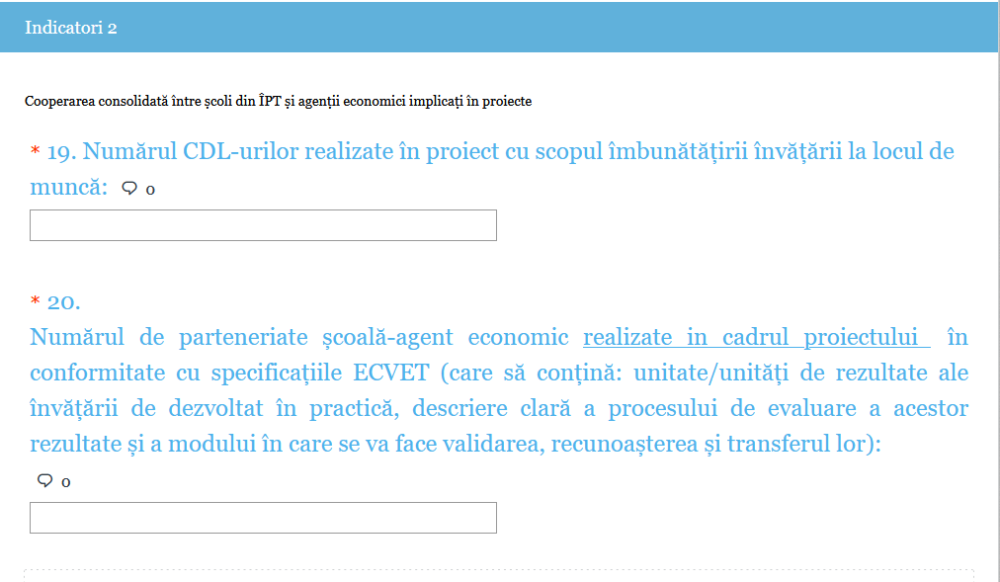 Indicatori 2
Cooperarea consolidată între școli din ÎPT și agenții economici implicați în proiecte
* 19. Numărul CDL-urilor realizate în proiect cu scopul îmbunătățirii învățării la locul de
muncă: 0
* 20.
Numărul de parteneriate școală-agent economic realizate in cadrul proiectului în
conformitate cu specificațiile ECVET (care să conțină: unitate/unități de rezultate ale
învățării de dezvoltat în practică, descriere clară a procesului de evaluare a acestor
rezultate și a modului în care se va face validarea, recunoașterea și transferul lor):
0